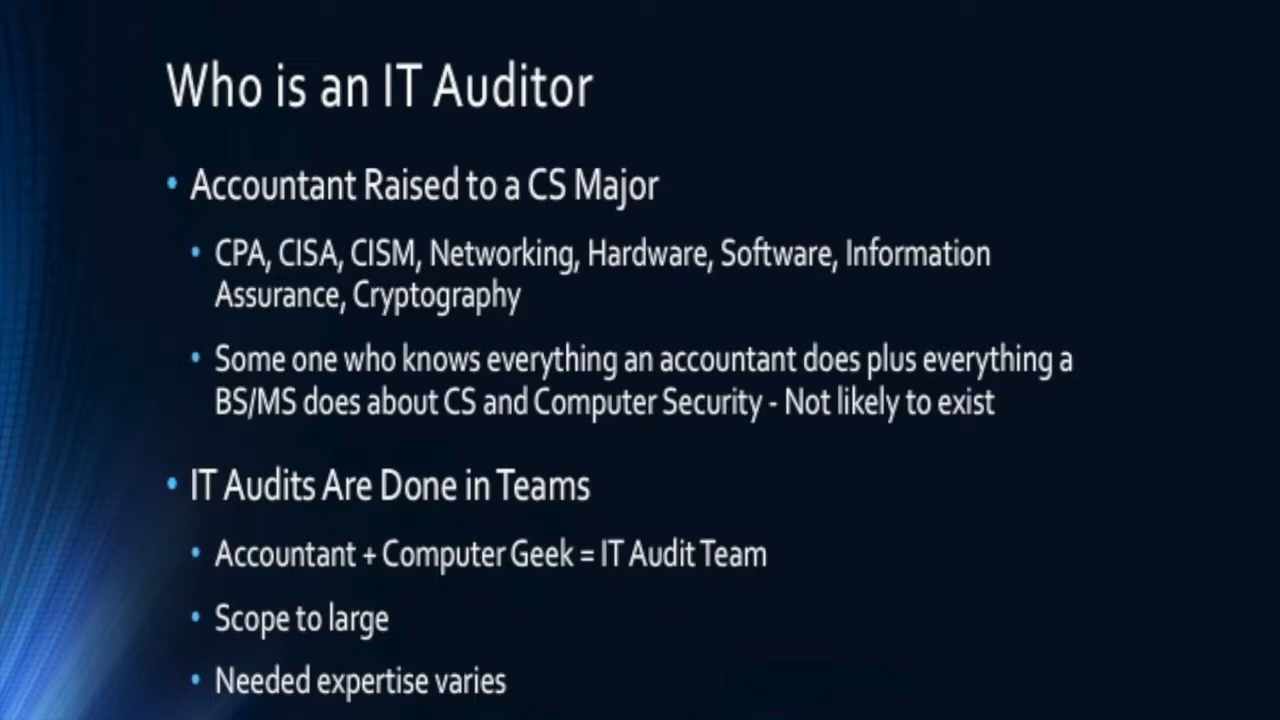 Who is an IT Auditor
• Accountant Raised to a CS Major
• CPA, CISA, CISM, Networking, Hardware, Software, Information
Assurance, Cryptography
• Some one who knows everything an accountant does plus everything a
BS/MS does about CS and Computer Security - Not likely to exist
• IT Audits Are Done in Teams
• Accountant + Computer Geek = IT Audit Team
• Scope to large
• Needed expertise varies